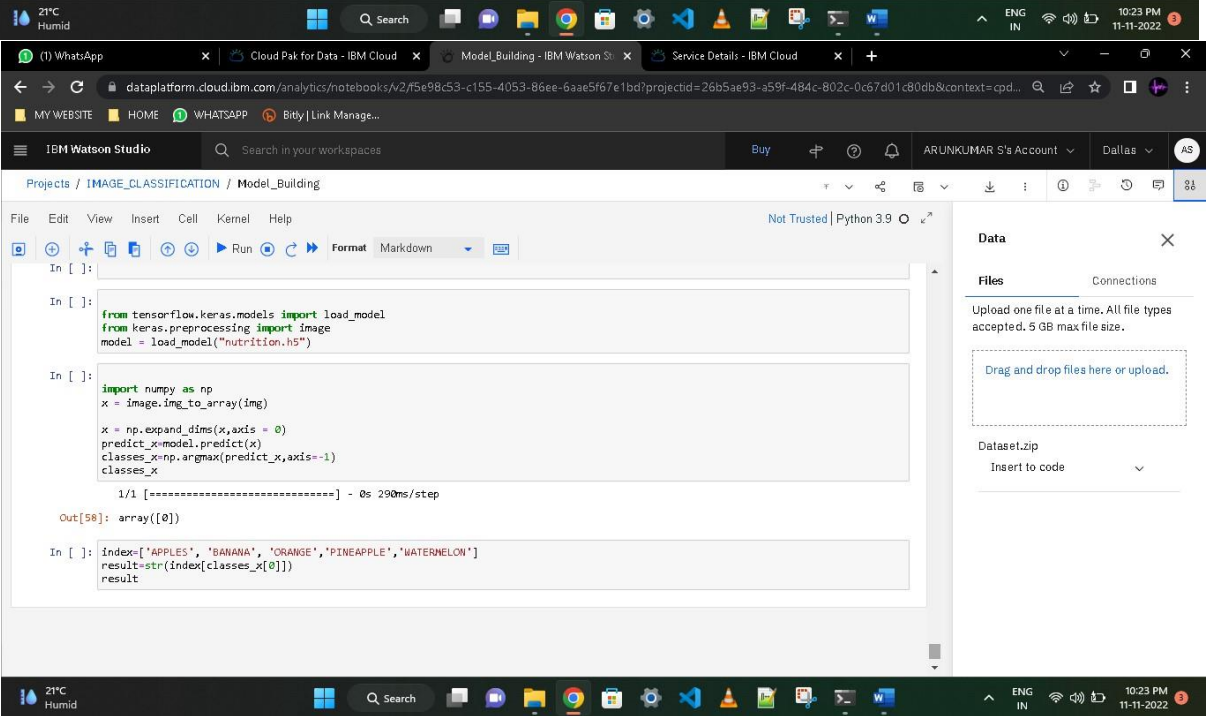 21°C
Humid
Search
ENG
IN
10:23 PM
11-11-2022
3
(1) WhatsApp
Cloud Pak for Data - IBM Cloud
Model_Building - IBM Watson St
Service Details - IBM Cloud
dataplatform.cloud.ibm.com/analytics/notebooks/v2/f5e98c53-c155-4053-86ee-6aae5f67e1bd?projectid=26b5ae93-a59f-484c-802c-0c67d01c80db&context=cpd...
MY WEBSITE HOME WHATSAPP Bitly | Link Manage...
IBM Watson Studio
Search in your workspaces
Buy
ARUNKUMAR S's Account
Dallas
AS
Projects / IMAGE_CLASSIFICATION / Model_Building
File Edit View Insert Cell Kernel Help
Not Trusted | Python 3.9
Run Format Markdown
In [ ]:
In [ ]:
from tensorflow.keras.models import load_model
from keras.preprocessing import image
model = load_model("nutrition.h5")
In [ ]:
import numpy as np
x = image.img_to_array(img)
x = np.expand_dims(x,axis = 0)
predict_x=model.predict(x)
classes_x=np.argmax(predict_x,axis=-1)
classes_x
1/1 [==============================] - 0s 290ms/step
Out[58]: array([0])
In [ ]: index=['APPLES', 'BANANA', 'ORANGE','PINEAPPLE','WATERMELON']
result=str(index[classes_x[0]])
result
Data
Files Connections
Upload one file at a time. All file types
accepted. 5 GB max file size.
Drag and drop files here or upload.
Dataset.zip
Insert to code
21°C
Humid
Search
ENG
IN
10:23 PM
11-11-2022
3